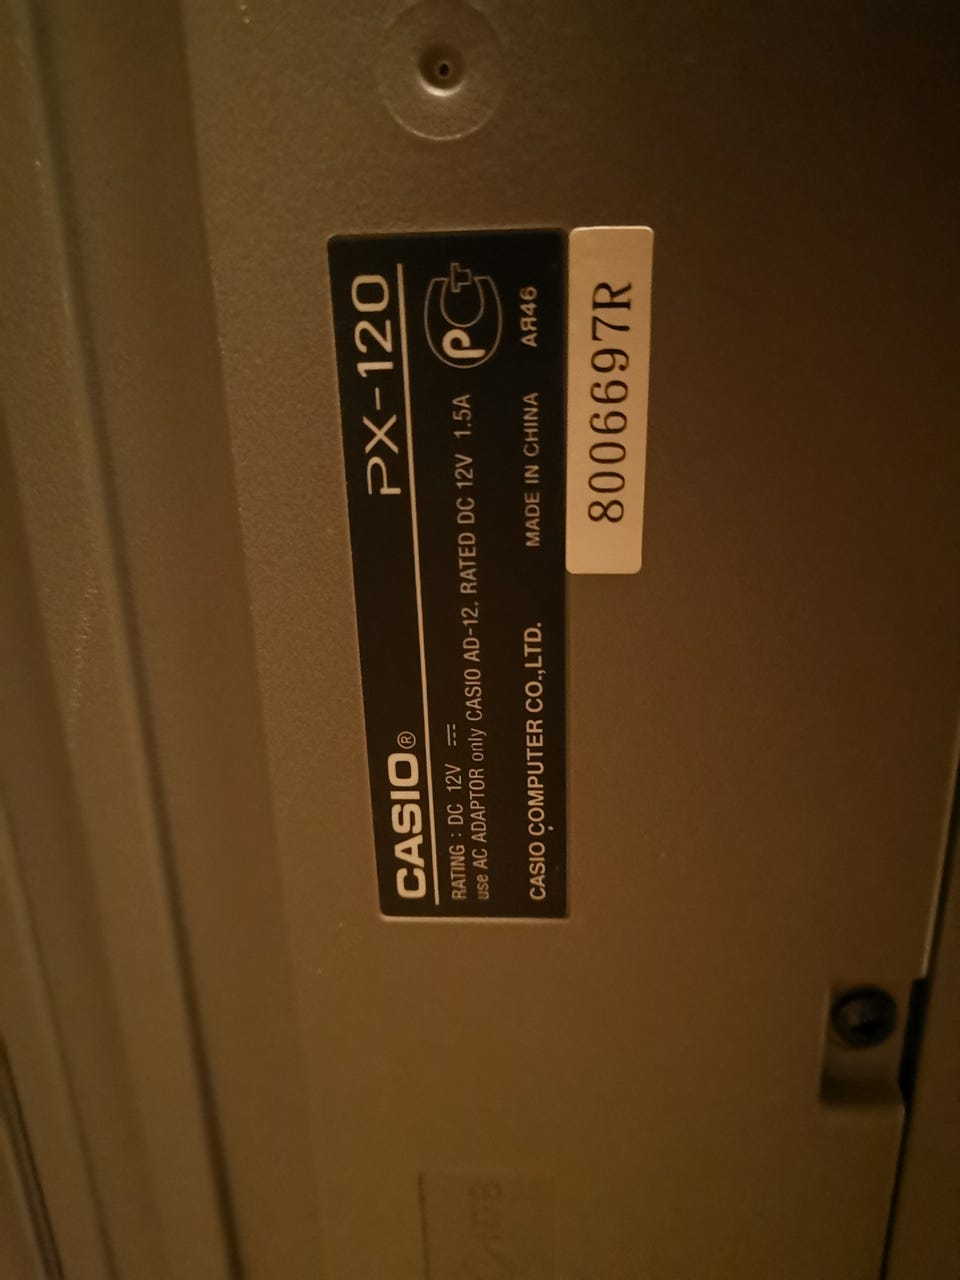 CASIO® PX-120
RATING : DC 12V ⎓
use AC ADAPTOR only CASIO AD-12. RATED DC 12V 1.5A
CASIO COMPUTER CO.,LTD. MADE IN CHINA АЯ46
8006697R